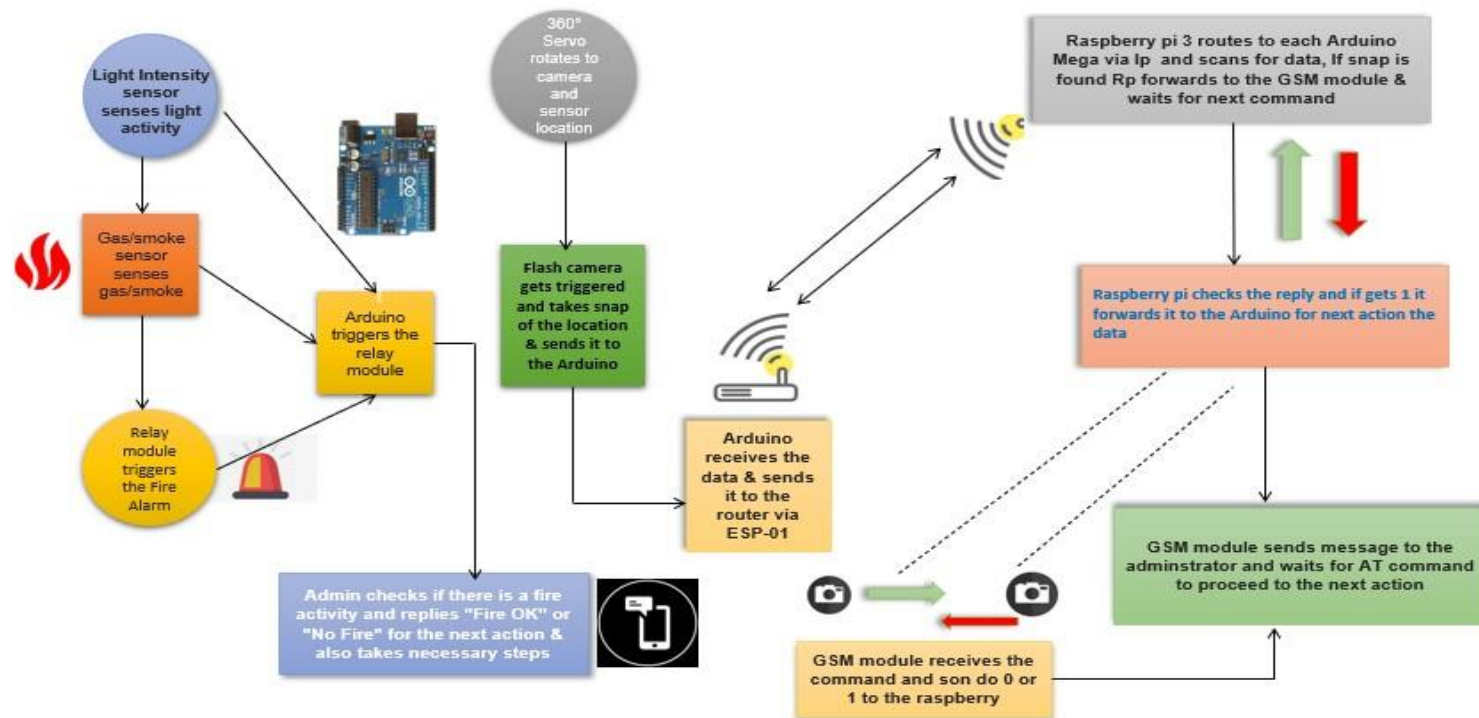 Light Intensity
sensor
senses light
activity
Gas/smoke
sensor
senses
gas/smoke
Relay
module
triggers
the Fire
Alarm
Arduino
triggers the
relay
module
Admin checks if there is a fire
activity and replies "Fire OK" or
"No Fire" for the next action &
also takes necessary steps
360°
Servo
rotates to
camera
and
sensor
location
Flash camera
gets triggered
and takes snap
of the location
& sends it to
the Arduino
Arduino
receives the
data & sends
it to the
router via
ESP-01
Raspberry pi 3 routes to each Arduino
Mega via Ip and scans for data, If snap is
found Rp forwards to the GSM module &
waits for next command
Raspberry pi checks the reply and if gets 1 it
forwards it to the Arduino for next action the
data
GSM module sends message to the
adminstrator and waits for AT command
to proceed to the next action
GSM module receives the
command and son do 0 or
1 to the raspberry